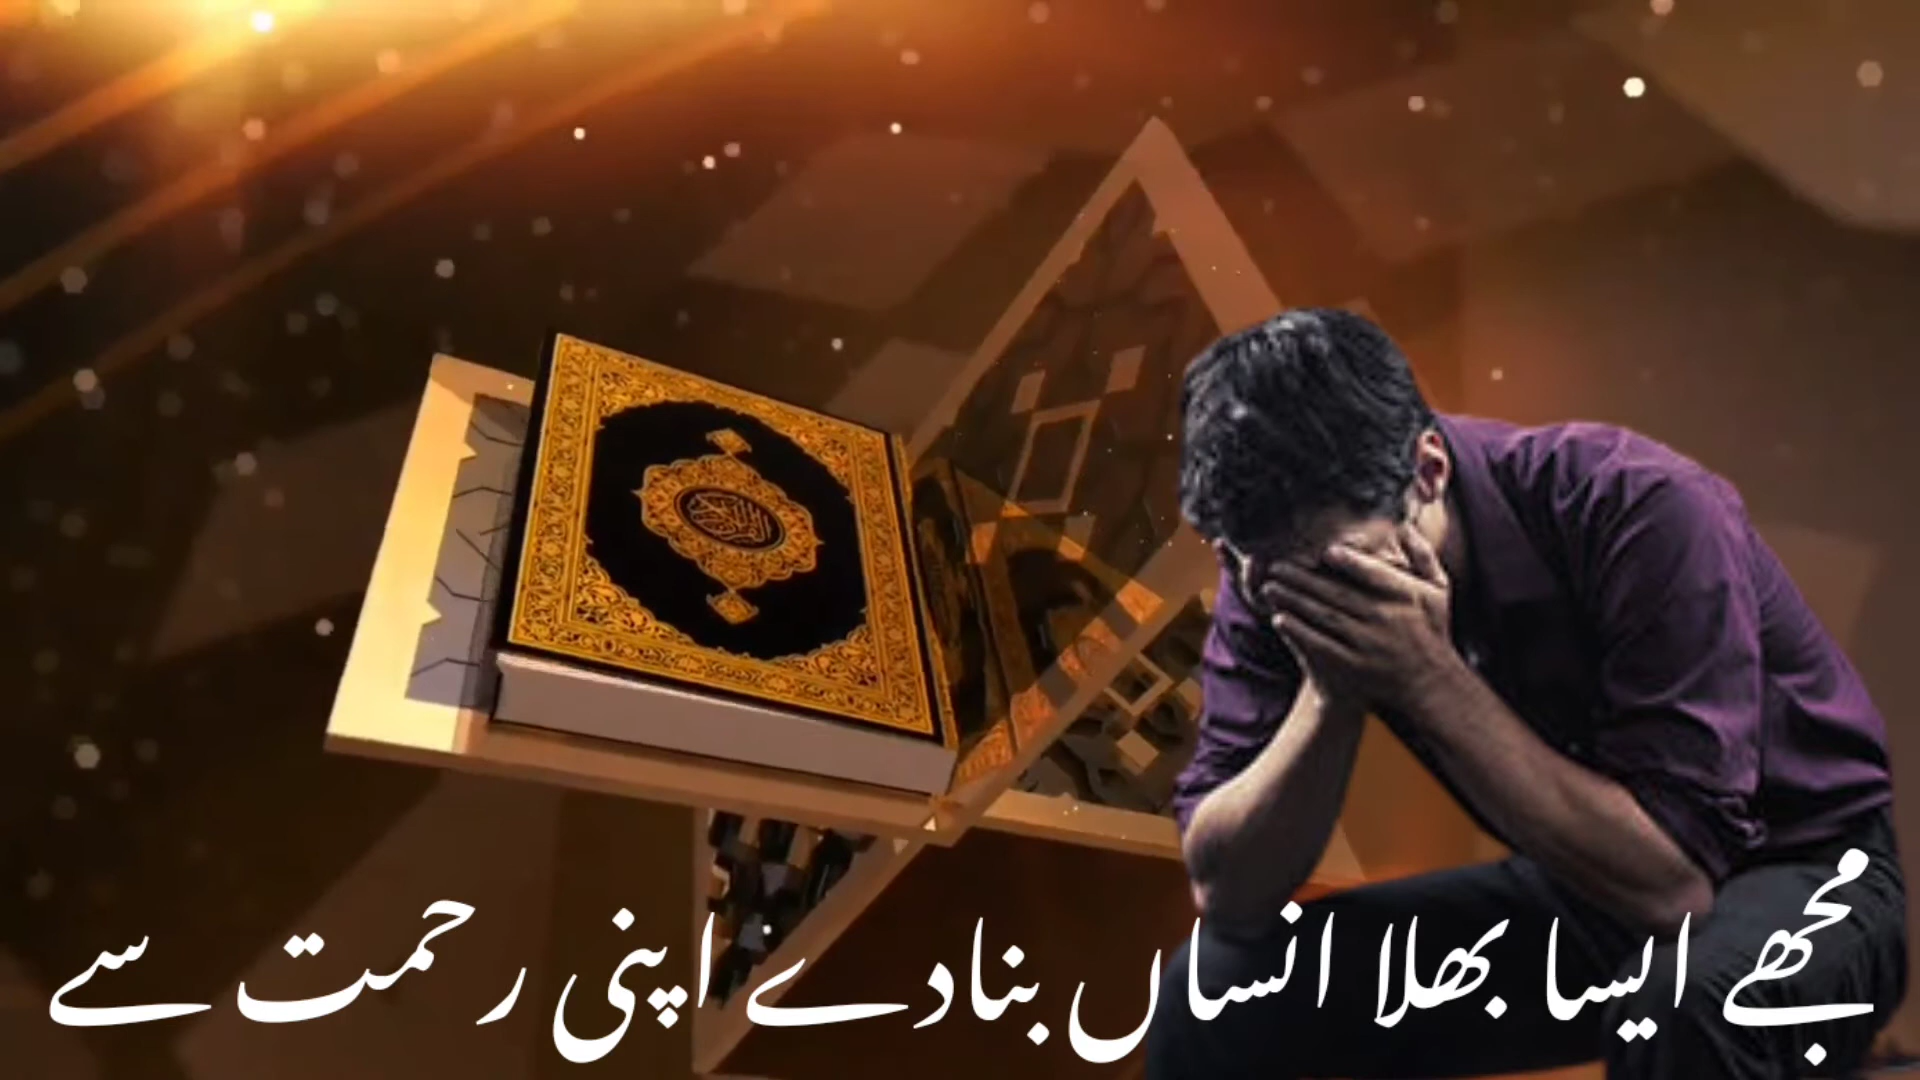 مجھے ایسا بھلا انساں بنادے اپنی رحمت سے